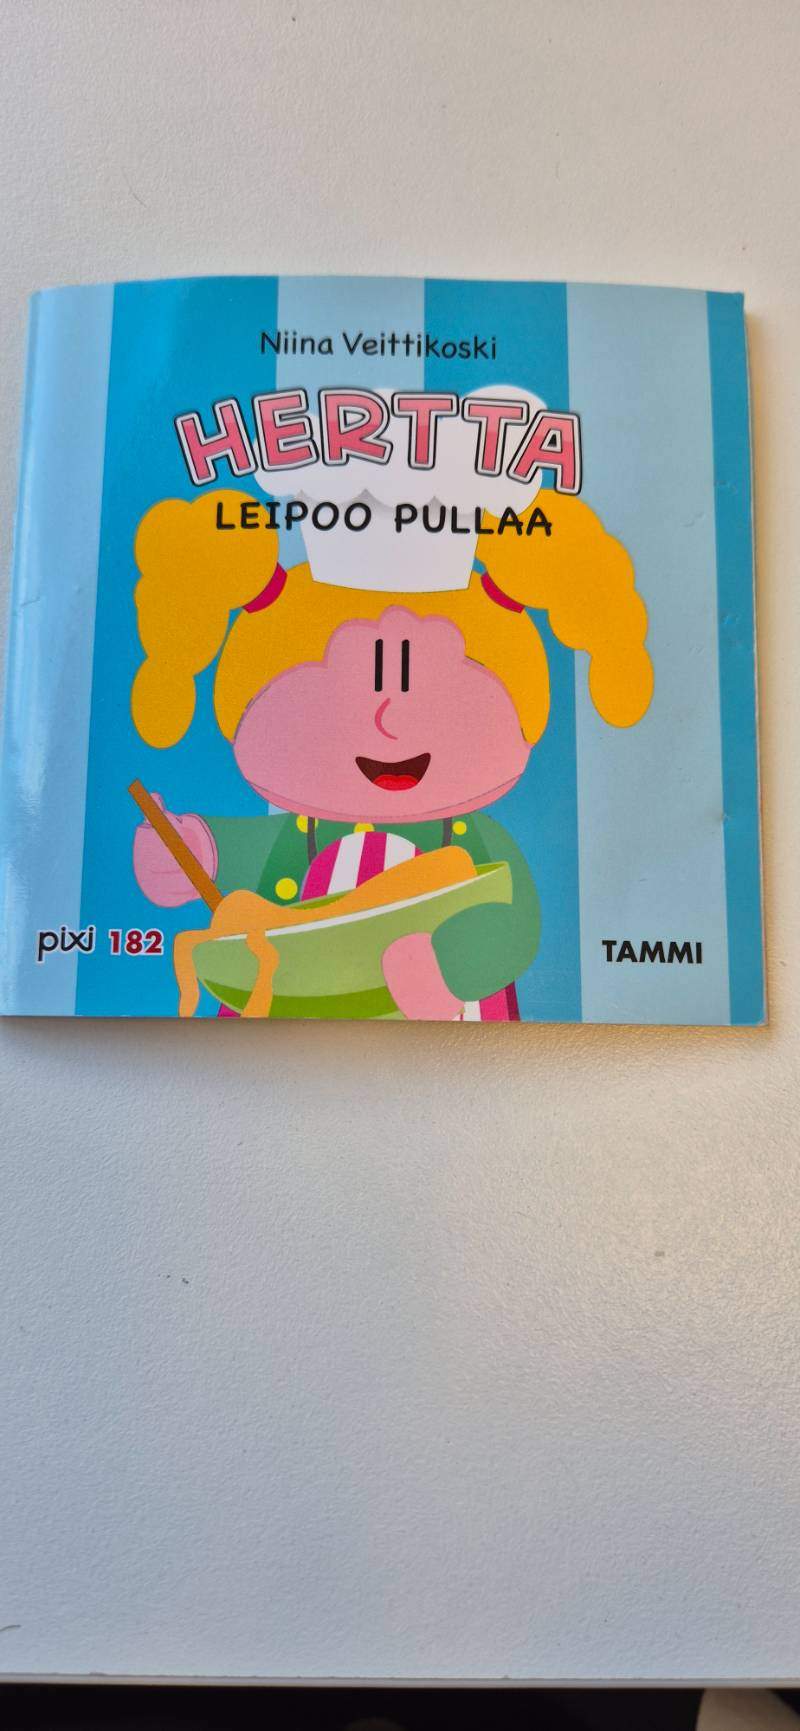 Niina Veittikoski
HERTTA
LEIPOO PULLAA
pixi 182
TAMMI